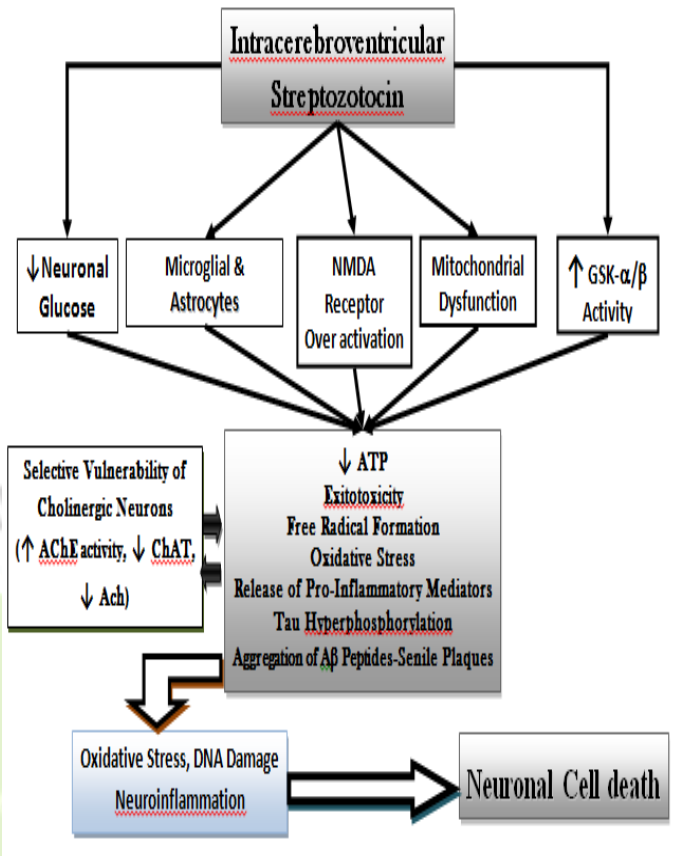 Intracerebroventricular
Streptozotocin
↓Neuronal
Glucose
Microglial &
Astrocytes
NMDA
Receptor
Over activation
Mitochondrial
Dysfunction
↑ GSK-α/β
Activity
Selective Vulnerability of
Cholinergic Neurons
(↑ AChE activity, ↓ ChAT,
↓ Ach)
↓ ATP
Exitotoxicity
Free Radical Formation
Oxidative Stress
Release of Pro-Inflammatory Mediators
Tau Hyperphosphorylation
Aggregation of Aβ Peptides-Senile Plaques
Oxidative Stress, DNA Damage
Neuroinflammation
Neuronal Cell death